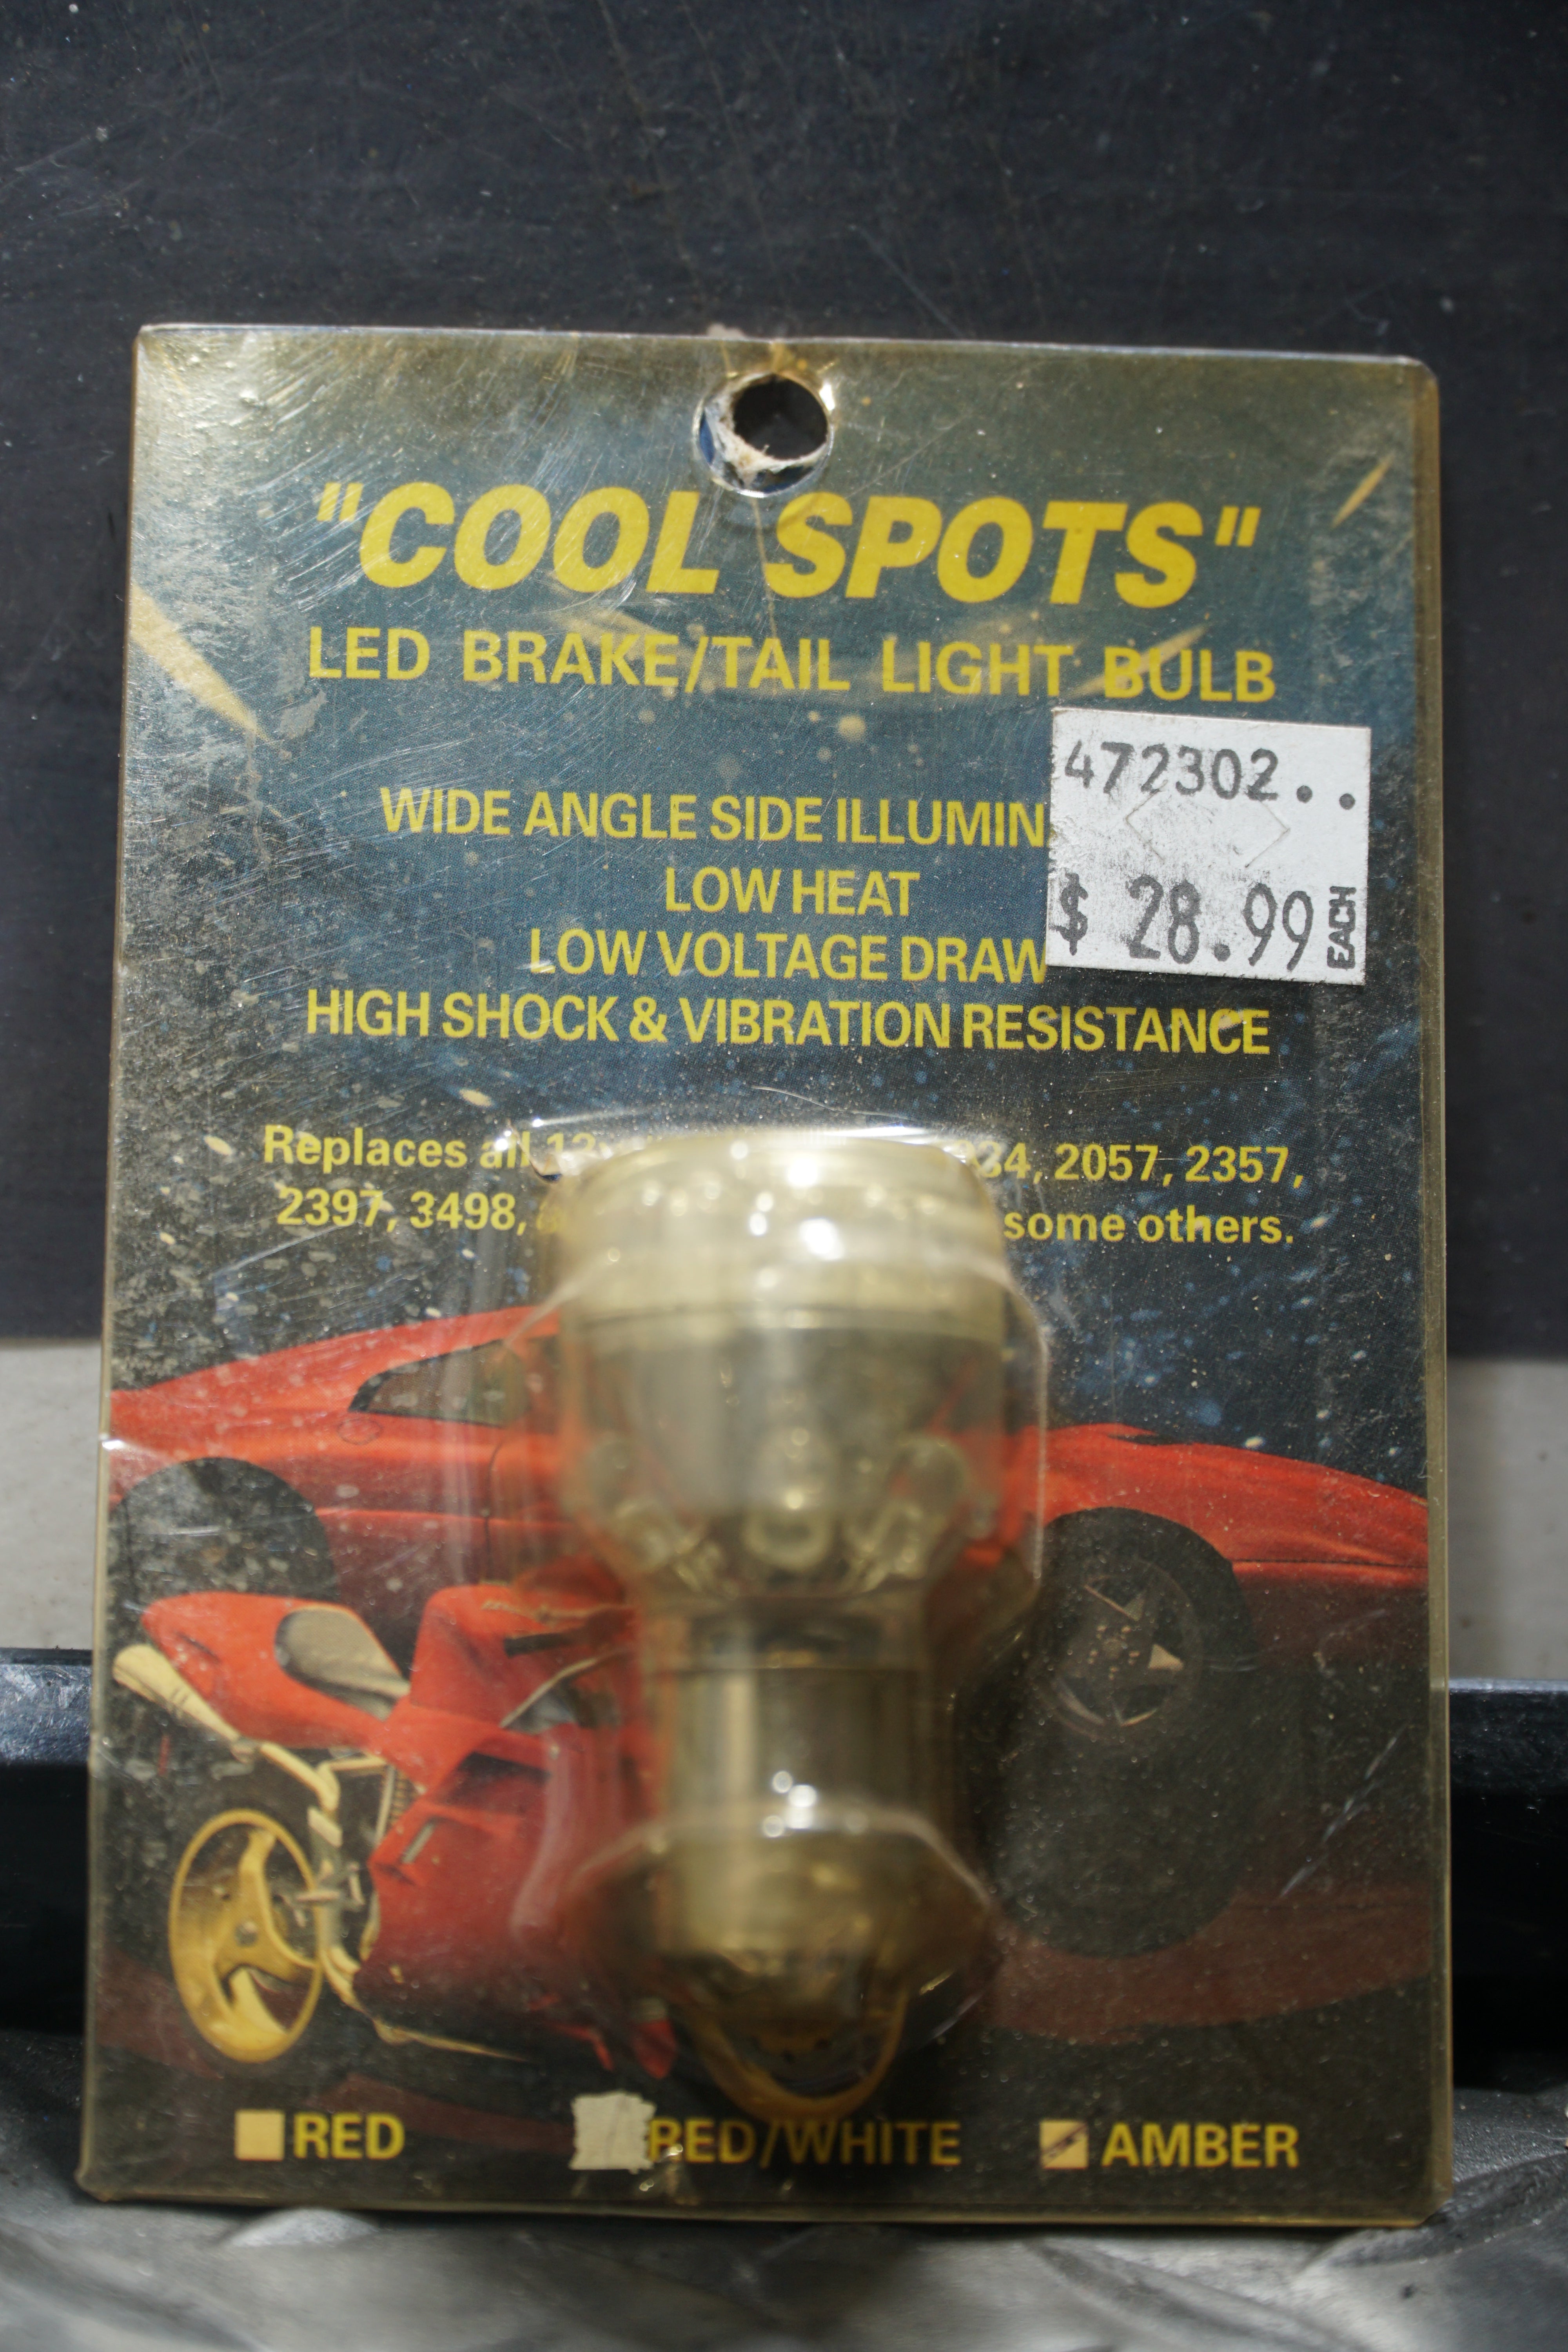 "COOL SPOTS"
LED BRAKE/TAIL LIGHT BULB
472302..
WIDE ANGLE SIDE
LOW HEAT
$ 28.99 EACH
LOW VOLTAGE DRAW
HIGH SHOCK & VIBRATION RESISTANCE
Replaces all 2057, 2357,
2397, 3498, some others.
RED RED/WHITE AMBER